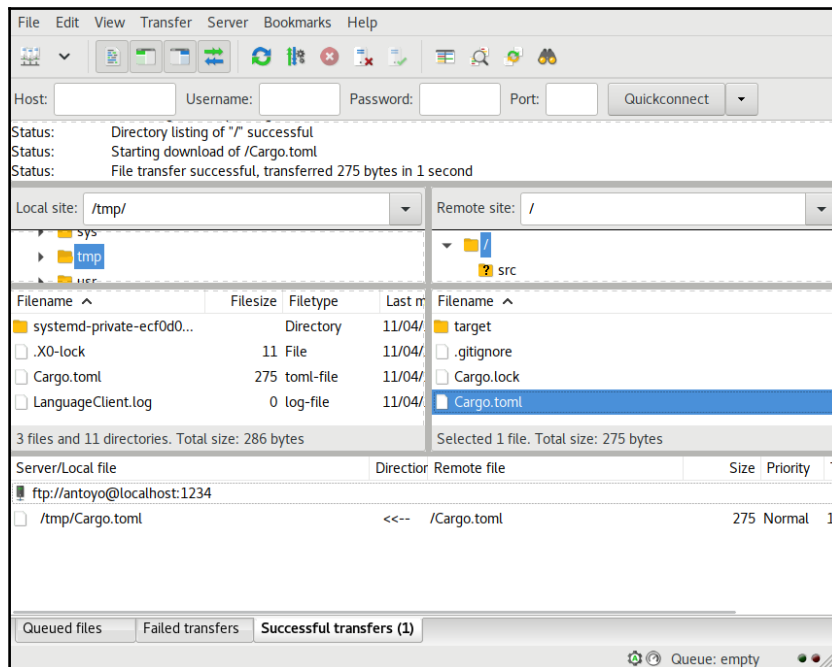 File Edit View Transfer Server Bookmarks Help
Host: Username: Password: Port: Quickconnect
Status: Directory listing of "/" successful
Status: Starting download of /Cargo.toml
Status: File transfer successful, transferred 275 bytes in 1 second
Local site: /tmp/ Remote site: /
sys
tmp /
usr src
Filename Filesize Filetype Last m Filename
systemd-private-ecf0d0... Directory 11/04/. target
.X0-lock 11 File 11/04/. .gitignore
Cargo.toml 275 toml-file 11/04/. Cargo.lock
LanguageClient.log 0 log-file 11/04/. Cargo.toml
3 files and 11 directories. Total size: 286 bytes Selected 1 file. Total size: 275 bytes
Server/Local file Direction Remote file Size Priority
ftp://antoyo@localhost:1234
/tmp/Cargo.toml <<-- /Cargo.toml 275 Normal 1
Queued files Failed transfers Successful transfers (1)
Queue: empty